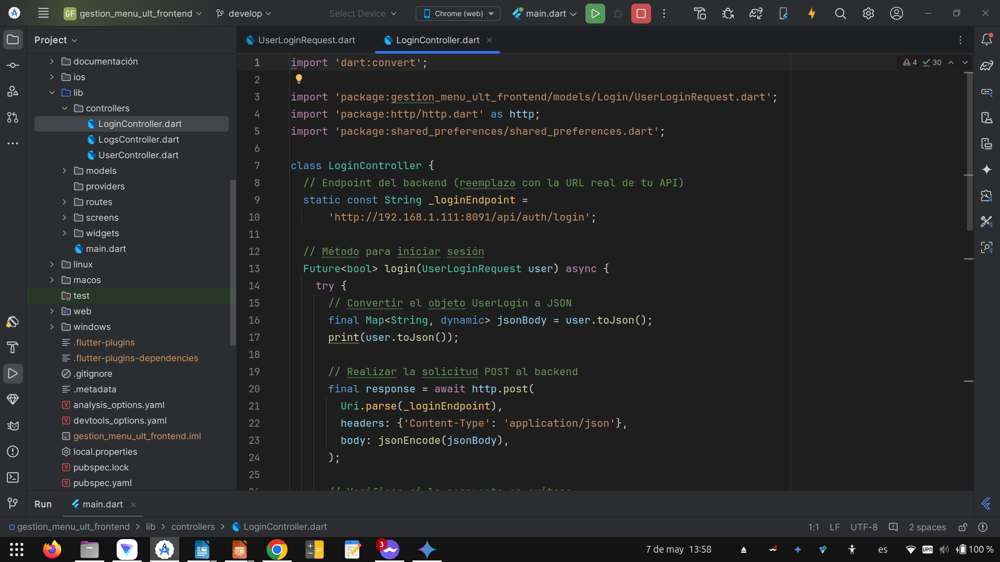 GF gestion_menu_ult_frontend develop Select Device Chrome (web) main.dart
Project
UserLoginRequest.dart LoginController.dart
documentación
ios
lib
controllers
LoginController.dart
LogsController.dart
UserController.dart
models
providers
routes
screens
widgets
main.dart
linux
macos
test
web
windows
.flutter-plugins
.flutter-plugins-dependencies
.gitignore
.metadata
analysis_options.yaml
devtools_options.yaml
gestion_menu_ult_frontend.iml
local.properties
pubspec.lock
pubspec.yaml
4 30
1 import 'dart:convert';
2
3 import 'package:gestion_menu_ult_frontend/models/Login/UserLoginRequest.dart';
4 import 'package:http/http.dart' as http;
5 import 'package:shared_preferences/shared_preferences.dart';
6
7 class LoginController {
8 // Endpoint del backend (reemplaza con la URL real de tu API)
9 static const String _loginEndpoint =
10 'http://192.168.1.111:8091/api/auth/login';
11
12 // Método para iniciar sesión
13 Future<bool> login(UserLoginRequest user) async {
14 try {
15 // Convertir el objeto UserLogin a JSON
16 final Map<String, dynamic> jsonBody = user.toJson();
17 print(user.toJson());
18
19 // Realizar la solicitud POST al backend
20 final response = await http.post(
21 Uri.parse(_loginEndpoint),
22 headers: {'Content-Type': 'application/json'},
23 body: jsonEncode(jsonBody),
24 );
25
Run main.dart
gestion_menu_ult_frontend > lib > controllers > LoginController.dart
1:1 LF UTF-8 2 spaces
3
7 de may 13:58
es VPN 100 %